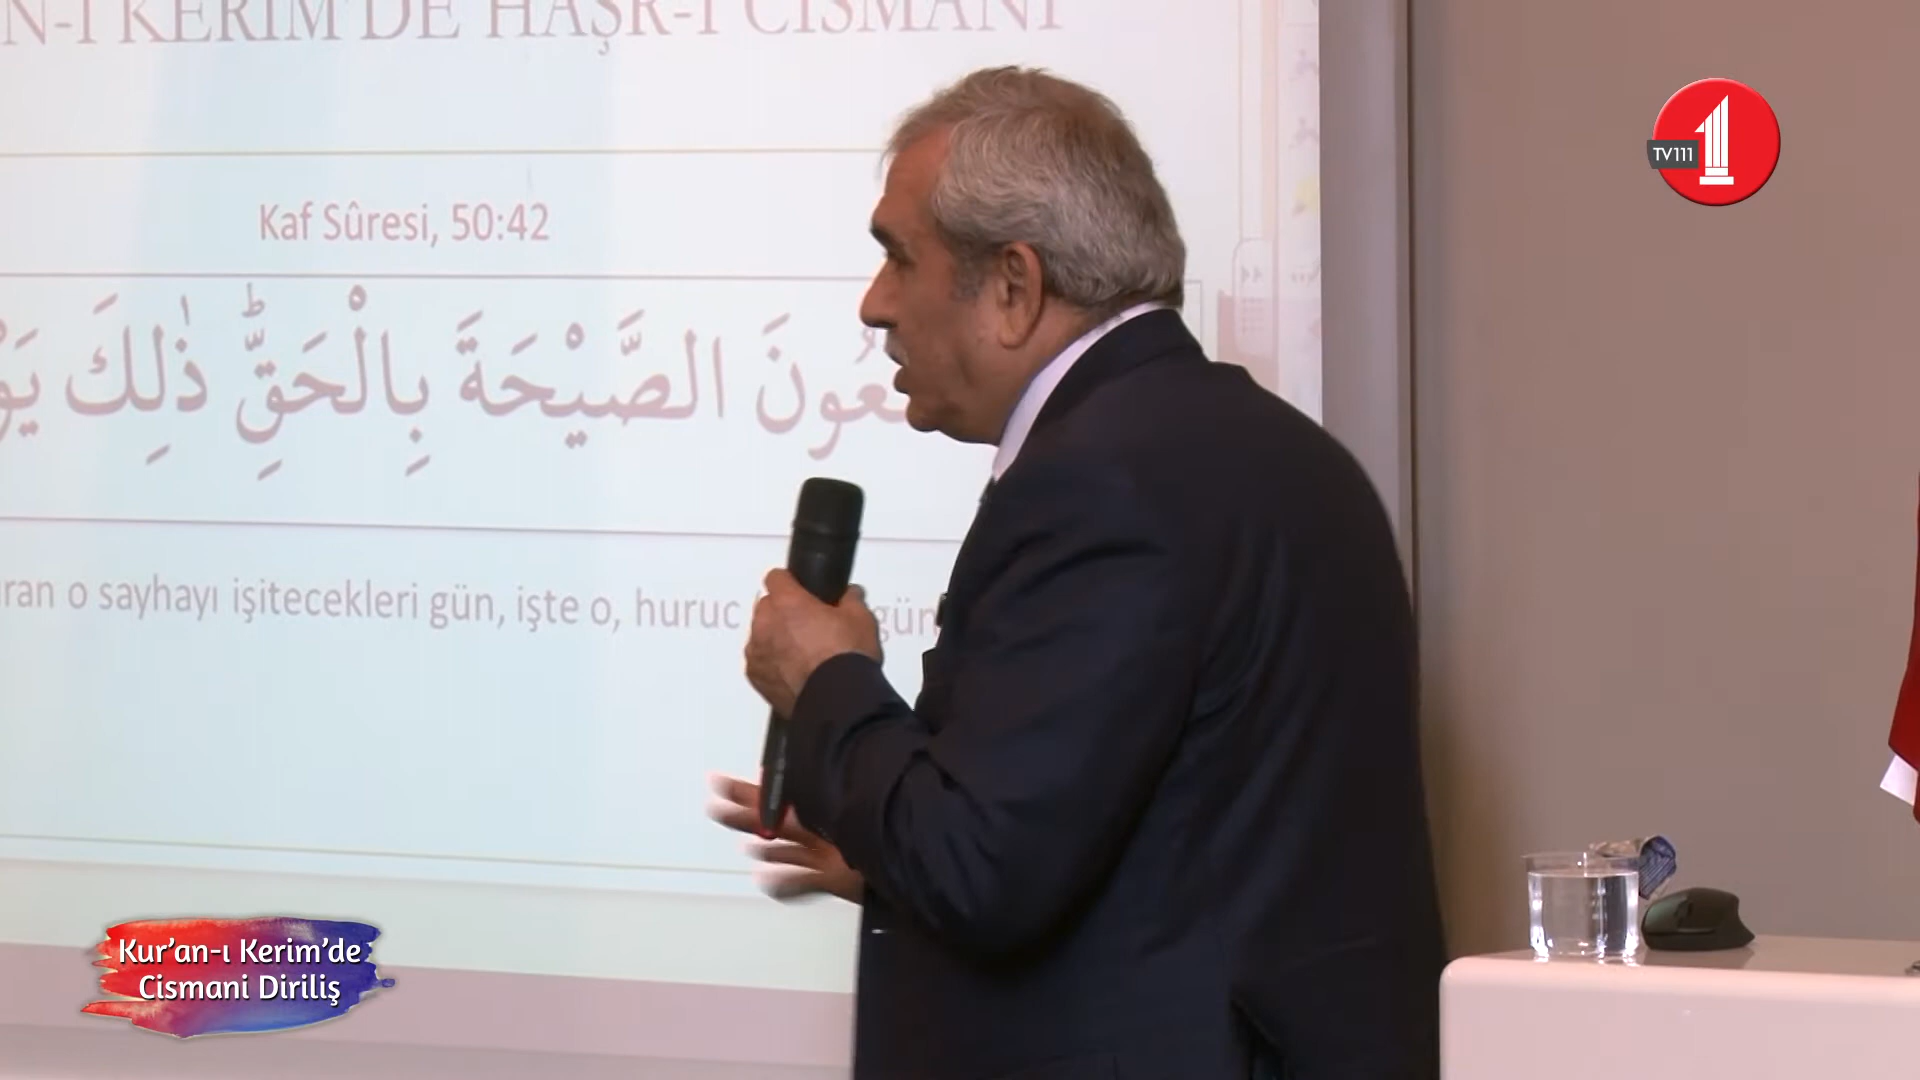 N-I KERİM'DE HAŞR-I CİSMANİ
Kaf Sûresi, 50:42
الصَّيْحَةَ بِالْحَقِّ ذٰلِكَ
o sayhayı işitecekleri gün, işte o, huruc gün
TV111
Kur'an-ı Kerim'de
Cismani Diriliş